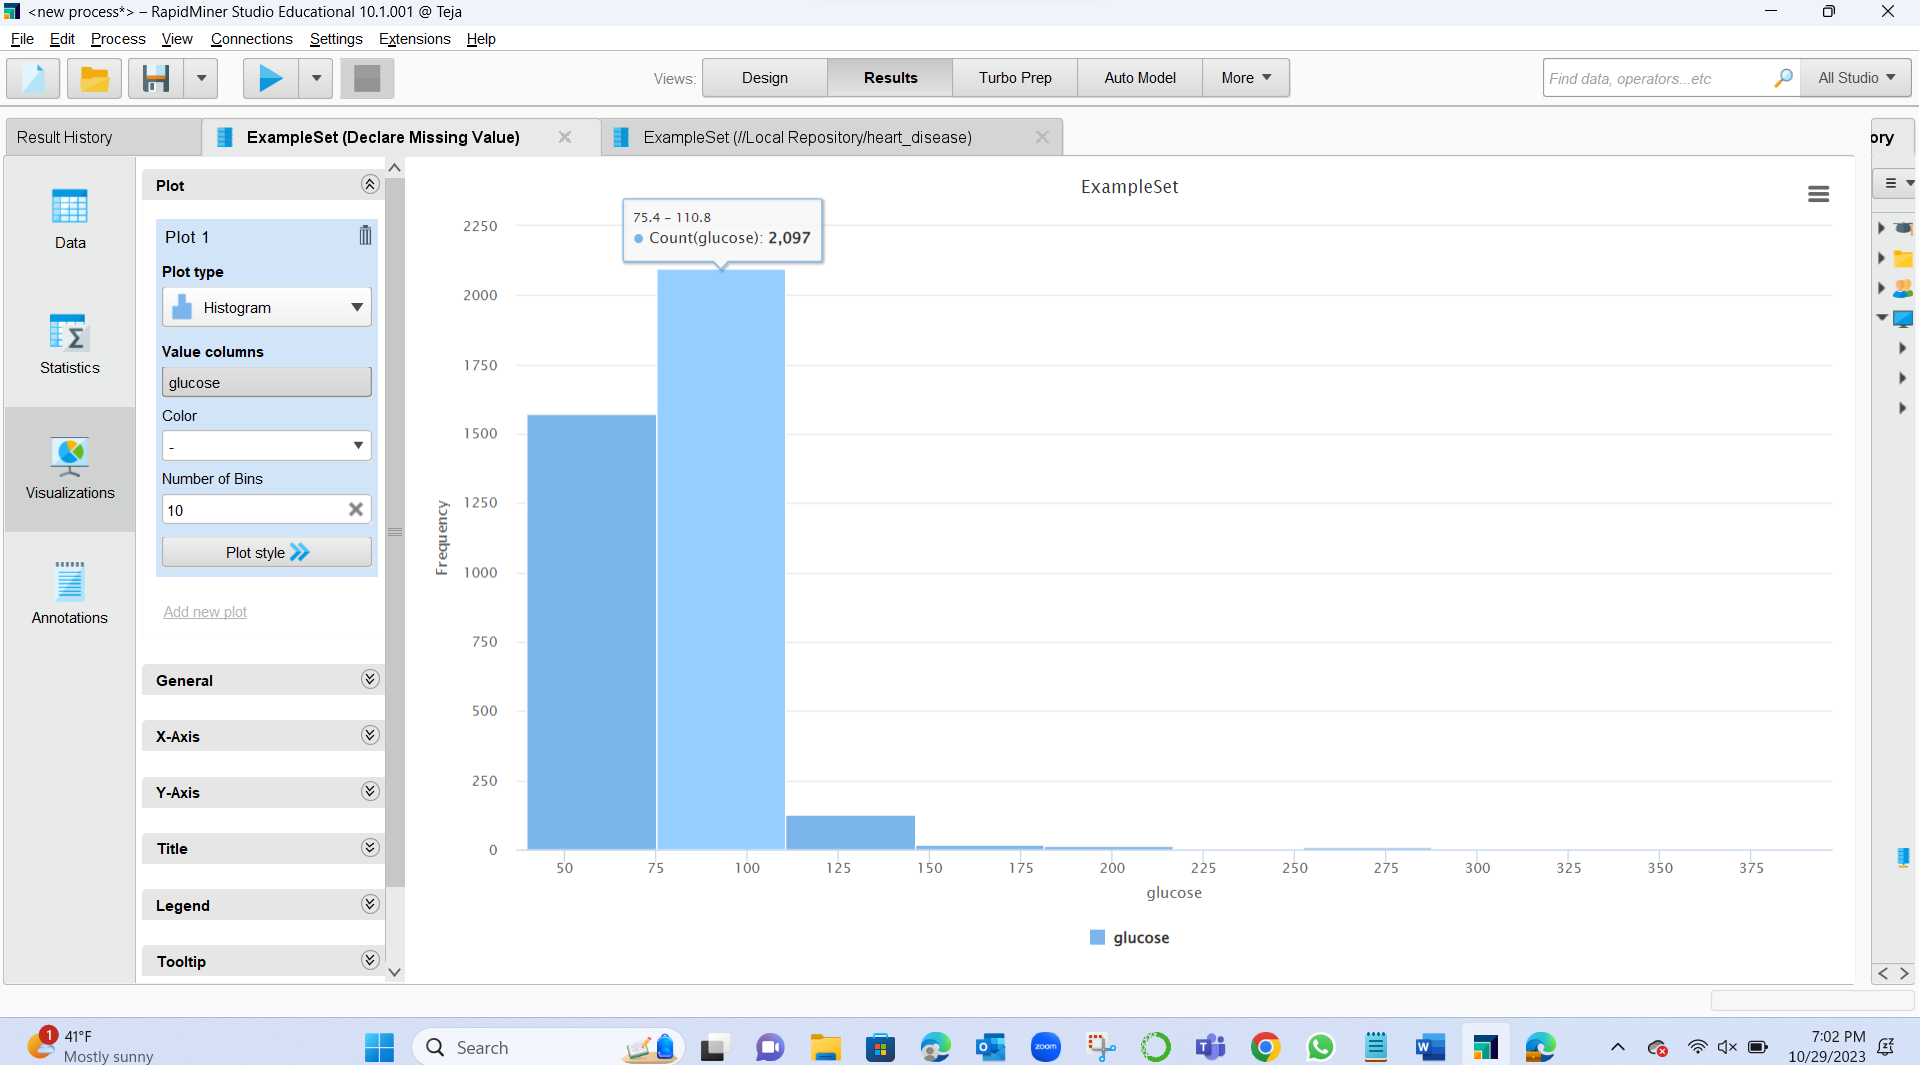 <new process*> – RapidMiner Studio Educational 10.1.001 @ Teja
File Edit Process View Connections Settings Extensions Help
Views: Design Results Turbo Prep Auto Model More
Find data, operators...etc All Studio
Result History
ExampleSet (Declare Missing Value)
ExampleSet (//Local Repository/heart_disease)
ory
Data
Statistics
Visualizations
Annotations
Plot
Plot 1
Plot type
Histogram
Value columns
glucose
Color
-
Number of Bins
10
Plot style
Add new plot
General
X-Axis
Y-Axis
Title
Legend
Tooltip
ExampleSet
75.4 – 110.8
Count(glucose): 2,097
2250
2000
1750
1500
1250
1000
750
500
250
0
Frequency
50 75 100 125 150 175 200 225 250 275 300 325 350 375
glucose
glucose
1
41°F
Mostly sunny
Search
zoom
7:02 PM
10/29/2023